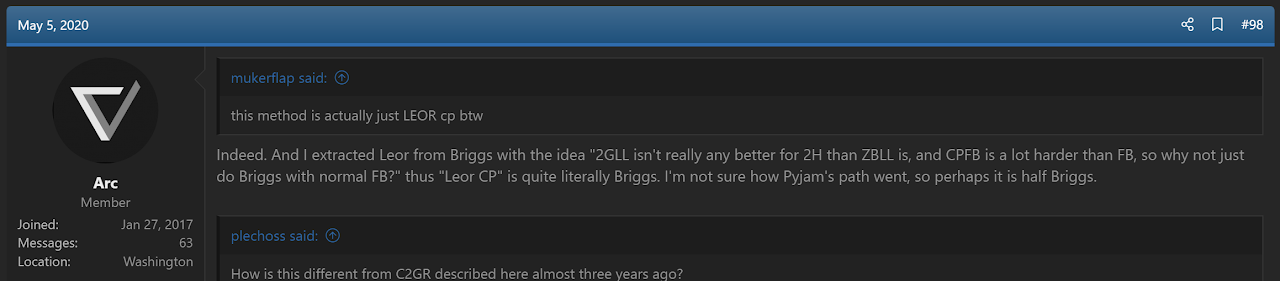 May 5, 2020
#98
Arc
Member
Joined: Jan 27, 2017
Messages: 63
Location: Washington
mukerflap said:
this method is actually just LEOR cp btw
Indeed. And I extracted Leor from Briggs with the idea "2GLL isn't really any better for 2H than ZBLL is, and CPFB is a lot harder than FB, so why not just
do Briggs with normal FB?" thus "Leor CP" is quite literally Briggs. I'm not sure how Pyjam's path went, so perhaps it is half Briggs.
plechoss said:
How is this different from C2GR described here almost three years ago?